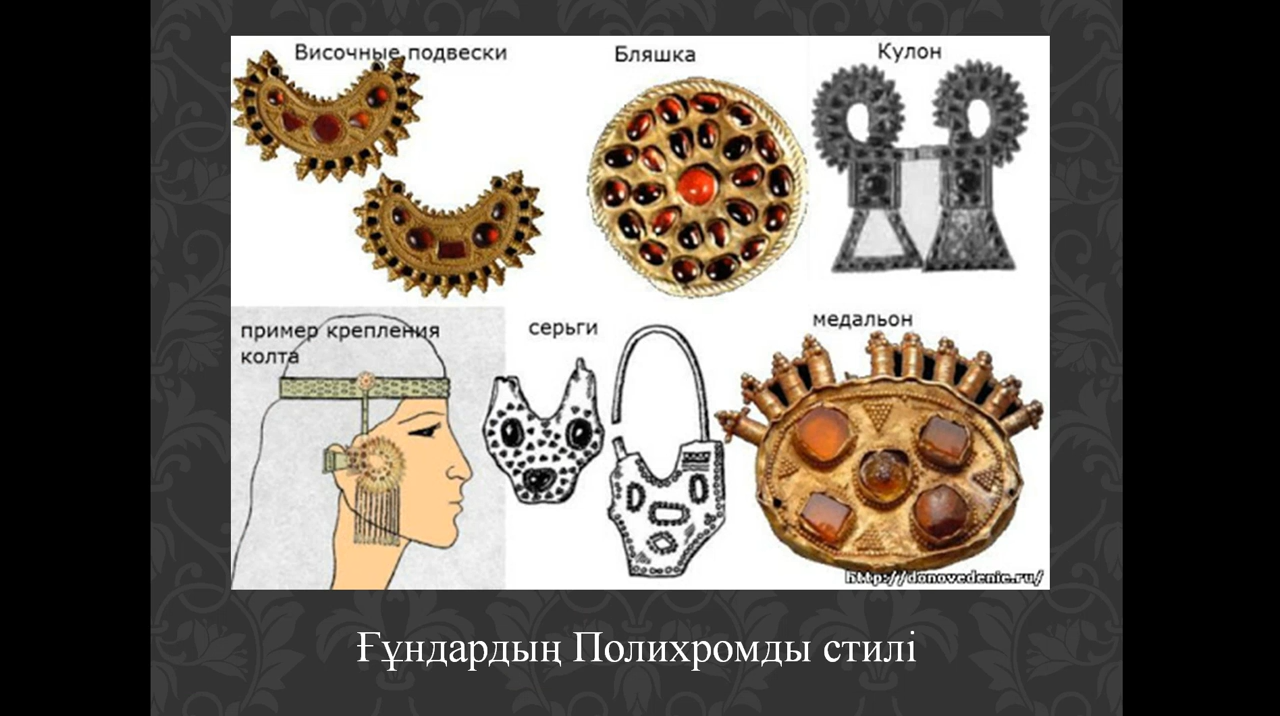 Височные подвески
Бляшка
Кулон
пример крепления
колта
серьги
медальон
http://donovedenie.ru/
Ғұндардың Полихромды стилі